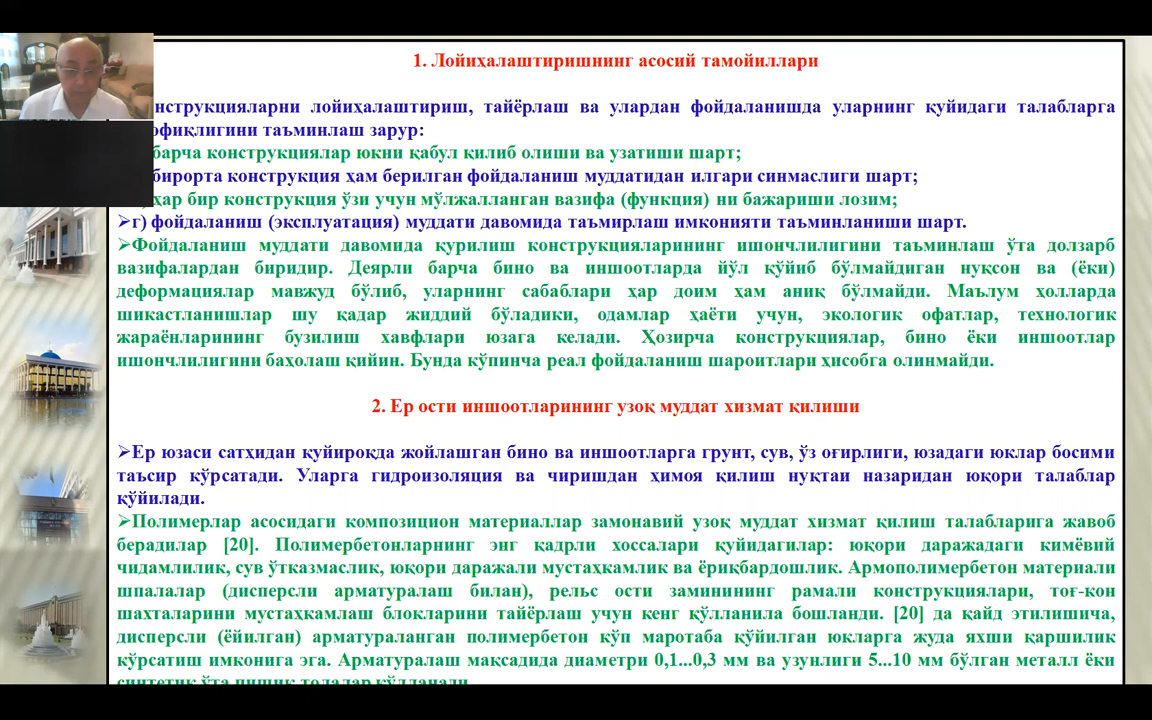 1. Лойиҳалаштиришнинг асосий тамойиллари
нструкцияларни лойиҳалаштириш, тайёрлаш ва улардан фойдаланишда уларнинг қуйидаги талабларга
офиқлигини таъминлаш зарур:
барча конструкциялар юкни қабул қилиб олиши ва узатиши шарт;
бирорта конструкция ҳам берилган фойдаланиш муддатидан илгари синмаслиги шарт;
ҳар бир конструкция ўзи учун мўлжалланган вазифа (функция) ни бажариши лозим;
➢г) фойдаланиш (эксплуатация) муддати давомида таъмирлаш имконияти таъминланиши шарт.
➢Фойдаланиш муддати давомида қурилиш конструкцияларининг ишончлилигини таъминлаш ўта долзарб
вазифалардан биридир. Деярли барча бино ва иншоотларда йўл қўйиб бўлмайдиган нуқсон ва (ёки)
деформациялар мавжуд бўлиб, уларнинг сабаблари ҳар доим ҳам аниқ бўлмайди. Маълум ҳолларда
шикастланишлар шу қадар жиддий бўладики, одамлар ҳаёти учун, экологик офатлар, технологик
жараёнларининг бузилиш хавфлари юзага келади. Ҳозирча конструкциялар, бино ёки иншоотлар
ишончлилигини баҳолаш қийин. Бунда кўпинча реал фойдаланиш шароитлари ҳисобга олинмайди.
2. Ер ости иншоотларининг узоқ муддат хизмат қилиши
➢Ер юзаси сатҳидан қуйироқда жойлашган бино ва иншоотларга грунт, сув, ўз оғирлиги, юзадаги юклар босими
таъсир кўрсатади. Уларга гидроизоляция ва чиришдан ҳимоя қилиш нуқтаи назаридан юқори талаблар
қўйилади.
➢Полимерлар асосидаги композицион материаллар замонавий узоқ муддат хизмат қилиш талабларига жавоб
берадилар [20]. Полимербетонларнинг энг қадрли хоссалари қуйидагилар: юқори даражадаги кимёвий
чидамлилик, сув ўтказмаслик, юқори даражали мустаҳкамлик ва ёриқбардошлик. Армополимербетон материали
шпалалар (дисперсли арматуралаш билан), рельс ости заминининг рамали конструкциялари, тоғ-кон
шахталарини мустаҳкамлаш блокларини тайёрлаш учун кенг қўлланила бошланди. [20] да қайд этилишича,
дисперсли (ёйилган) арматураланган полимербетон кўп маротаба қўйилган юкларга жуда яхши қаршилик
кўрсатиш имконига эга. Арматуралаш мақсадида диаметри 0,1...0,3 мм ва узунлиги 5...10 мм бўлган металл ёки
синтетик ўта пишиқ толалар қўлланади.